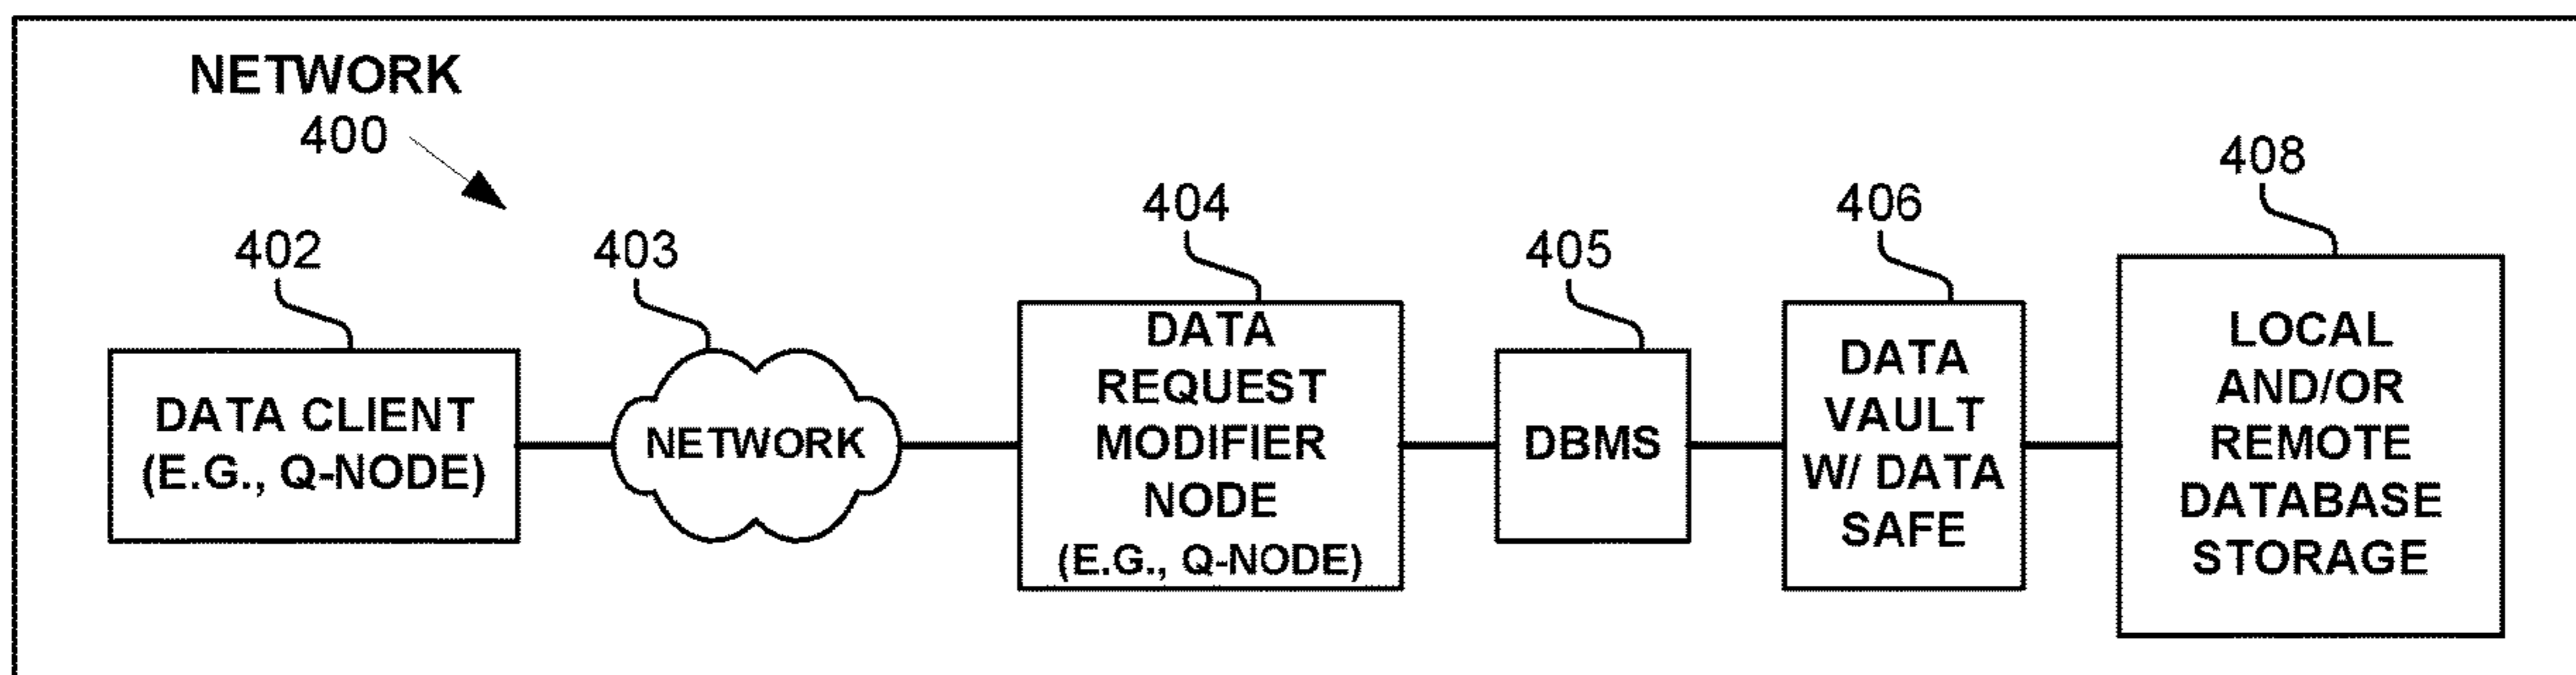 NETWORK
400
402
DATA CLIENT
(E.G., Q-NODE)
403
NETWORK
404
DATA
REQUEST
MODIFIER
NODE
(E.G., Q-NODE)
405
DBMS
406
DATA
VAULT
W/ DATA
SAFE
408
LOCAL
AND/OR
REMOTE
DATABASE
STORAGE